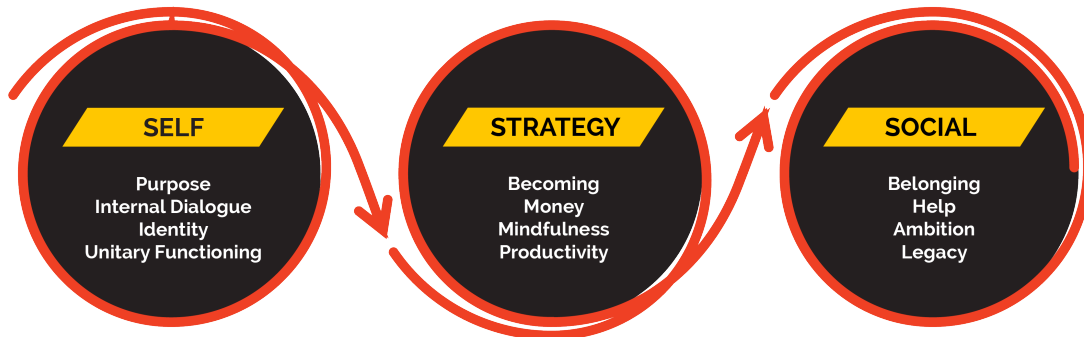 SELF
Purpose
Internal Dialogue
Identity
Unitary Functioning
STRATEGY
Becoming
Money
Mindfulness
Productivity
SOCIAL
Belonging
Help
Ambition
Legacy